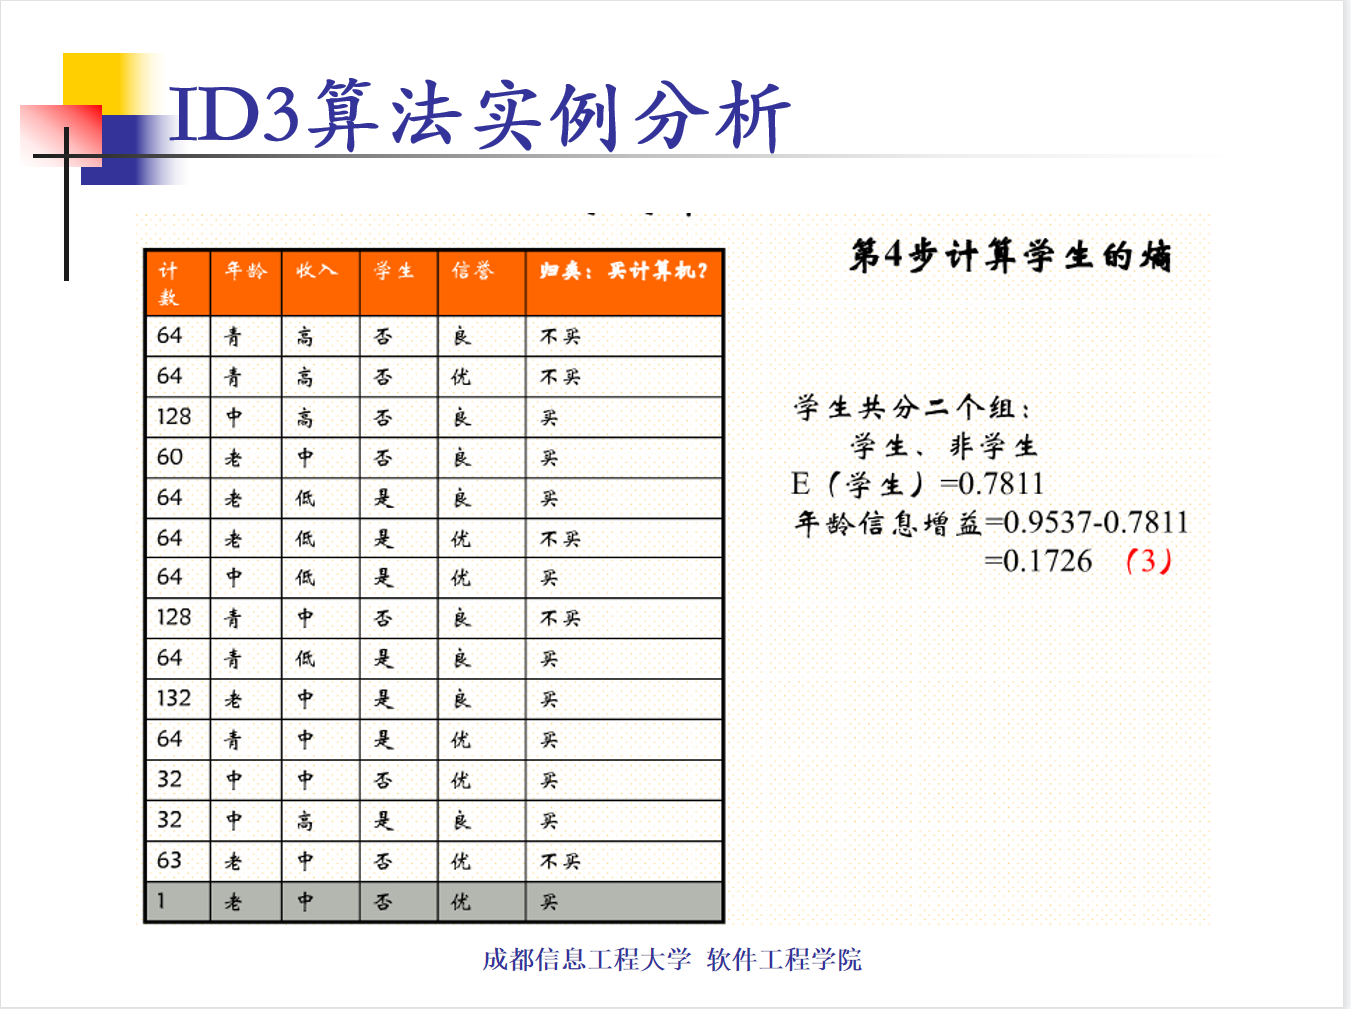 ID3算法实例分析
第4步计算学生的熵
计数 年龄 收入 学生 信誉 归类：买计算机？
64 青 高 否 良 不买
64 青 高 否 优 不买
128 中 高 否 良 买
60 老 中 否 良 买
64 老 低 是 良 买
64 老 低 是 优 不买
64 中 低 是 优 买
128 青 中 否 良 不买
64 青 低 是 良 买
132 老 中 是 良 买
64 青 中 是 优 买
32 中 中 否 优 买
32 中 高 是 良 买
63 老 中 否 优 不买
1 老 中 否 优 买
学生共分二个组：
学生、非学生
E（学生）=0.7811
年龄信息增益=0.9537-0.7811
=0.1726 （3）
成都信息工程大学 软件工程学院